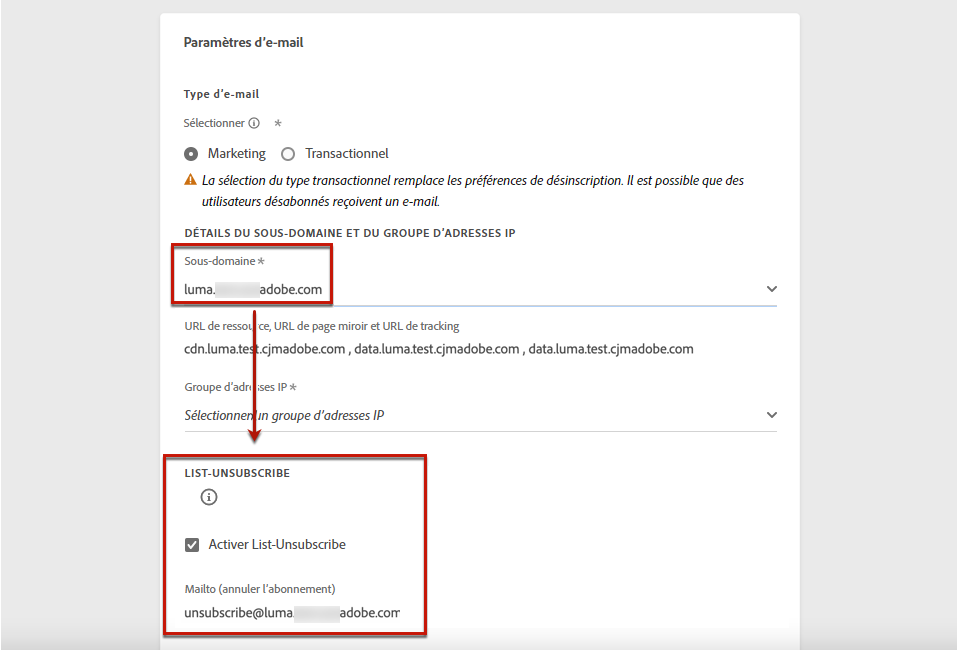 Paramètres d'e-mail
Type d'e-mail
Sélectionner *
Marketing Transactionnel
La sélection du type transactionnel remplace les préférences de désinscription. Il est possible que des
utilisateurs désabonnés reçoivent un e-mail.
DÉTAILS DU SOUS-DOMAINE ET DU GROUPE D'ADRESSES IP
Sous-domaine *
luma. adobe.com
URL de ressource, URL de page miroir et URL de tracking
cdn.luma.test.cjmadobe.com , data.luma.test.cjmadobe.com , data.luma.test.cjmadobe.com
Groupe d'adresses IP *
Sélectionner un groupe d'adresses IP
LIST-UNSUBSCRIBE
Activer List-Unsubscribe
Mailto (annuler l'abonnement)
unsubscribe@luma. adobe.com